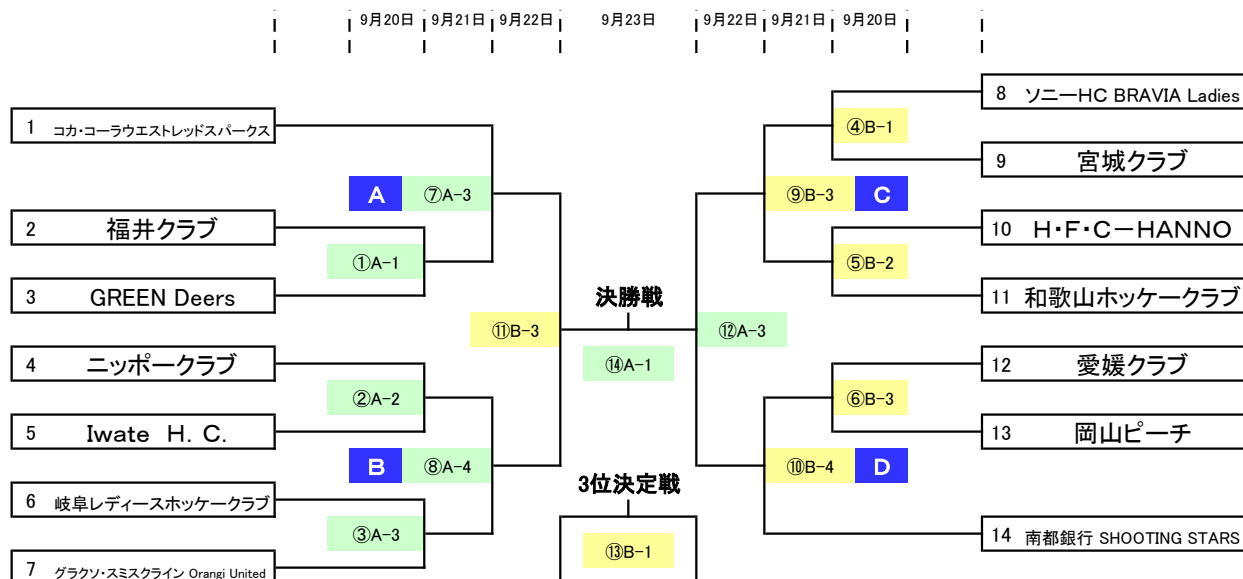 9月20日 9月21日 9月22日 9月23日 9月22日 9月21日 9月20日
1 コカ・コーラウエストレッドスパークス
2 福井クラブ
3 GREEN Deers
4 ニッポークラブ
5 Iwate H. C.
6 岐阜レディースホッケークラブ
7 グラクソ・スミスクライン Orangi United
A ⑦A-3
①A-1
②A-2
B ⑧A-4
③A-3
⑪B-3
決勝戦
⑭A-1
3位決定戦
⑬B-1
⑫A-3
④B-1
⑨B-3 C
⑤B-2
⑥B-3
⑩B-4 D
8 ソニーHC BRAVIA Ladies
9 宮城クラブ
10 H・F・C－HANNO
11 和歌山ホッケークラブ
12 愛媛クラブ
13 岡山ピーチ
14 南都銀行 SHOOTING STARS